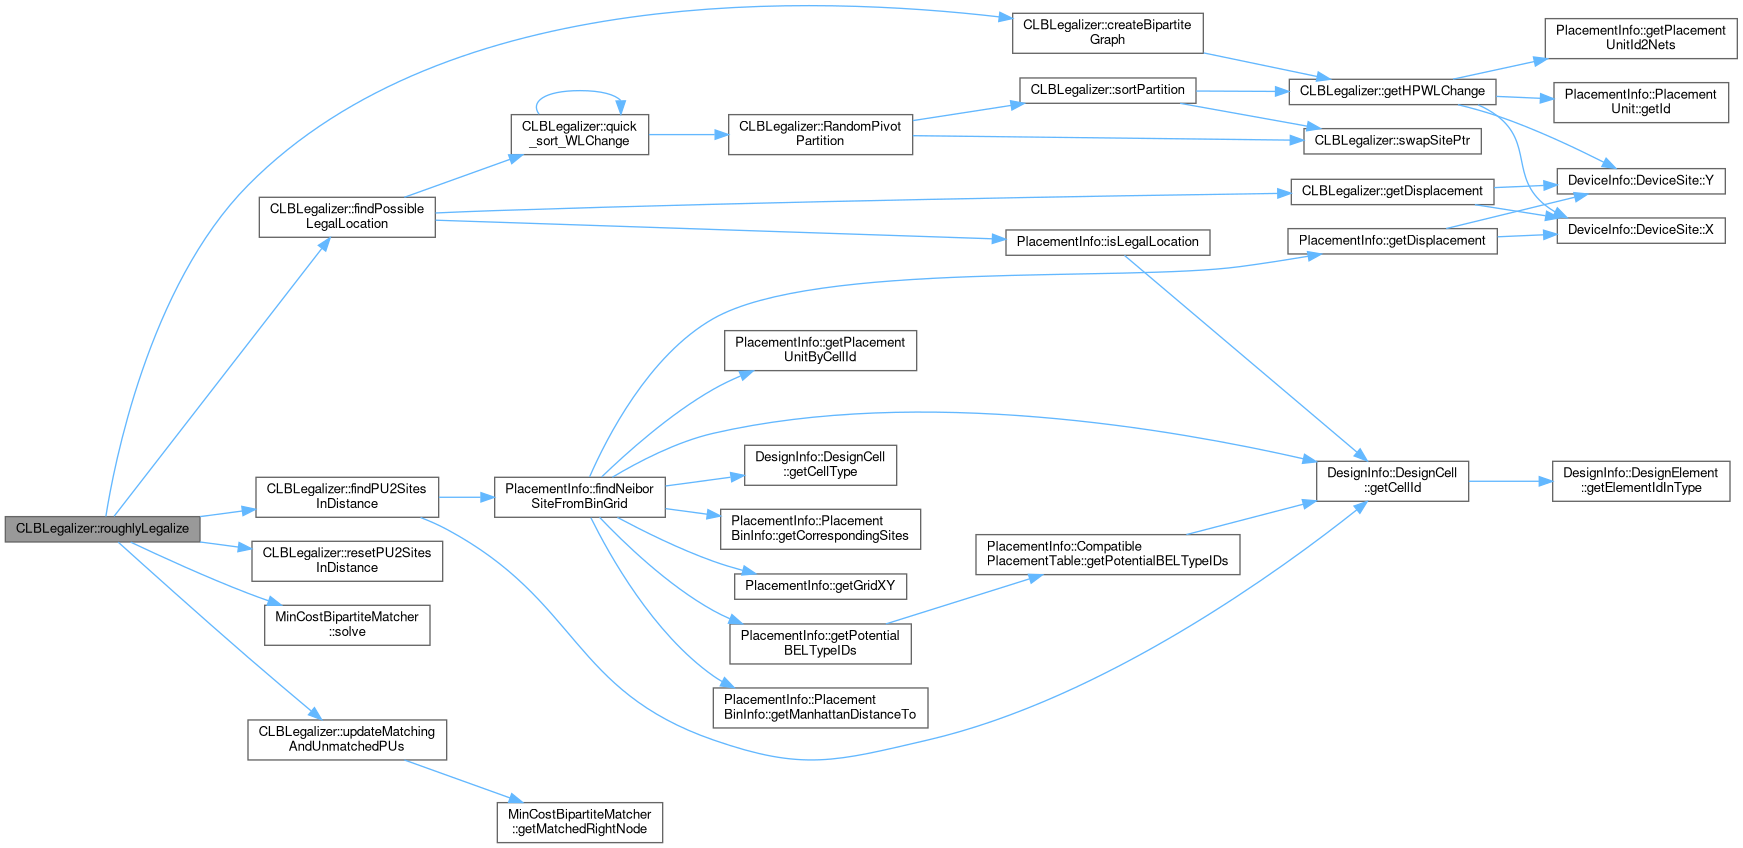 CLBLegalizer::roughlyLegalize
CLBLegalizer::createBipartite
Graph
CLBLegalizer::findPossible
LegalLocation
CLBLegalizer::findPU2Sites
InDistance
CLBLegalizer::resetPU2Sites
InDistance
MinCostBipartiteMatcher
::solve
CLBLegalizer::updateMatching
AndUnmatchedPUs
CLBLegalizer::quick
_sort_WLChange
CLBLegalizer::RandomPivot
Partition
CLBLegalizer::sortPartition
CLBLegalizer::getHPWLChange
CLBLegalizer::swapSitePtr
CLBLegalizer::getDisplacement
PlacementInfo::isLegalLocation
PlacementInfo::getDisplacement
PlacementInfo::getPlacement
UnitId2Nets
PlacementInfo::Placement
Unit::getId
DeviceInfo::DeviceSite::Y
DeviceInfo::DeviceSite::X
PlacementInfo::findNeibor
SiteFromBinGrid
PlacementInfo::getPlacement
UnitByCellId
DesignInfo::DesignCell
::getCellType
PlacementInfo::Placement
BinInfo::getCorrespondingSites
PlacementInfo::getGridXY
PlacementInfo::getPotential
BELTypeIDs
PlacementInfo::Placement
BinInfo::getManhattanDistanceTo
PlacementInfo::Compatible
PlacementTable::getPotentialBELTypeIDs
DesignInfo::DesignCell
::getCellId
DesignInfo::DesignElement
::getElementIdInType
MinCostBipartiteMatcher
::getMatchedRightNode